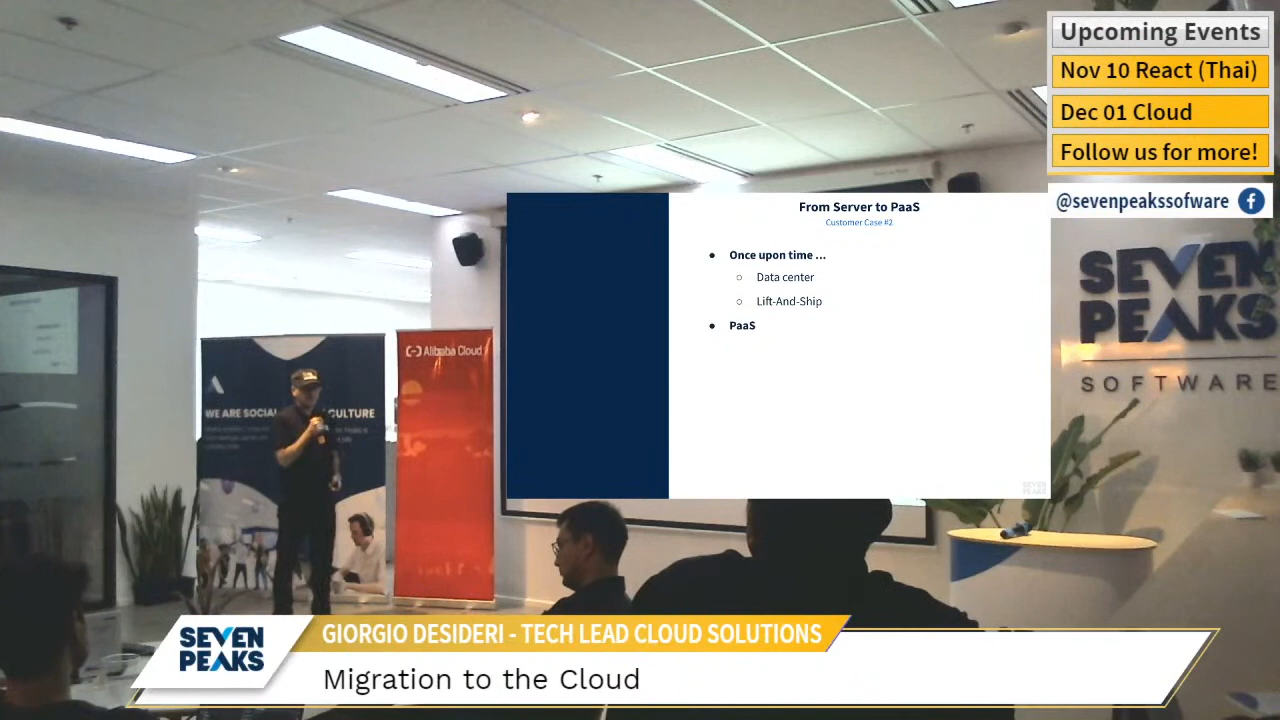 Upcoming Events
Nov 10 React (Thai)
Dec 01 Cloud
Follow us for more!
@sevenpeakssofware
From Server to PaaS
Customer Case #2
● Once upon time ...
○ Data center
○ Lift-And-Ship
● PaaS
SEVEN
PEAKS
SEVEN
PEAKS
SOFTWARE
Alibaba Cloud
WE ARE SOCIAL
CULTURE
SEVEN
PEAKS
GIORGIO DESIDERI - TECH LEAD CLOUD SOLUTIONS
Migration to the Cloud